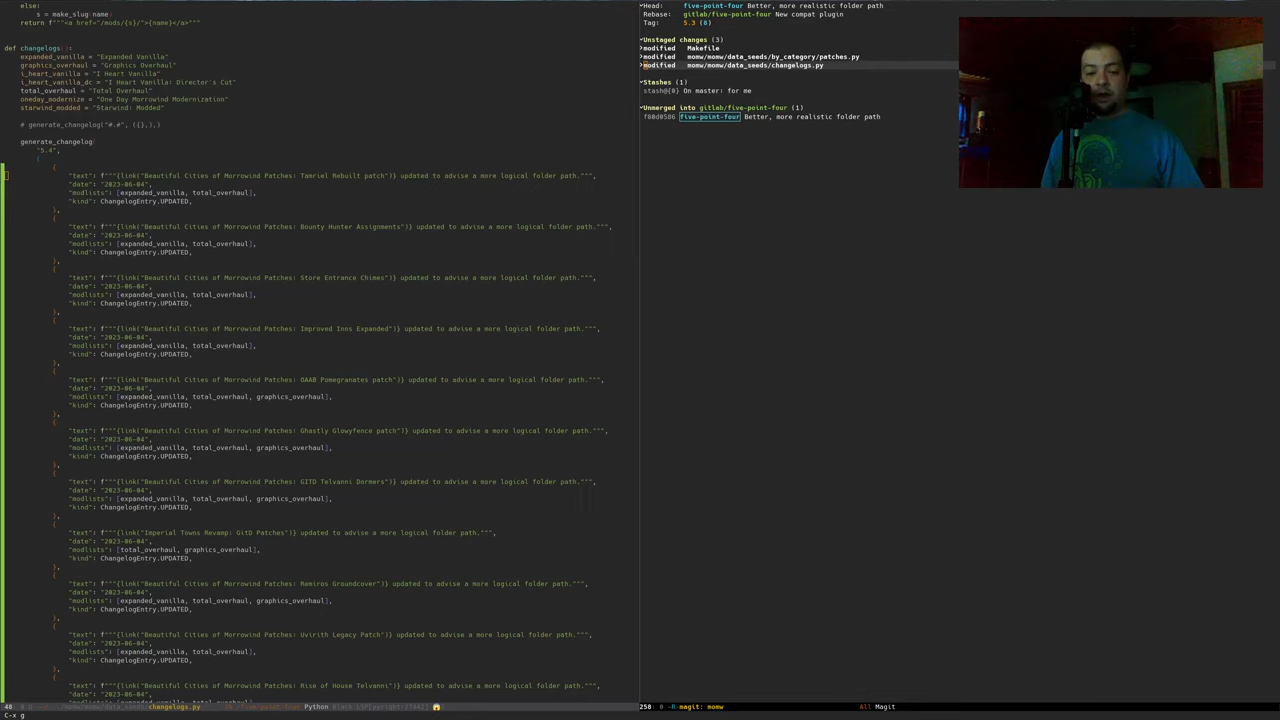 else:
s = make_slug(name)
return f"""<a href="/mods/{s}/">{name}</a>"""
def changelogs():
expanded_vanilla = "Expanded Vanilla"
graphics_overhaul = "Graphics Overhaul"
i_heart_vanilla = "I Heart Vanilla"
i_heart_vanilla_dc = "I Heart Vanilla: Director's Cut"
total_overhaul = "Total Overhaul"
oneday_modernize = "One Day Morrowind Modernization"
starwind_modded = "Starwind: Modded"
# generate_changelog("#.#", ({},),)
generate_changelog(
"5.4",
(
{
"text": f"""{link("Beautiful Cities of Morrowind Patches: Tamriel Rebuilt patch")} updated to advise a more logical folder path.""",
"date": "2023-06-04",
"modlists": [expanded_vanilla, total_overhaul],
"kind": ChangelogEntry.UPDATED,
},
{
"text": f"""{link("Beautiful Cities of Morrowind Patches: Bounty Hunter Assignments")} updated to advise a more logical folder path.""",
"date": "2023-06-04",
"modlists": [expanded_vanilla, total_overhaul],
"kind": ChangelogEntry.UPDATED,
},
{
"text": f"""{link("Beautiful Cities of Morrowind Patches: Store Entrance Chimes")} updated to advise a more logical folder path.""",
"date": "2023-06-04",
"modlists": [expanded_vanilla, total_overhaul],
"kind": ChangelogEntry.UPDATED,
},
{
"text": f"""{link("Beautiful Cities of Morrowind Patches: Improved Inns Expanded")} updated to advise a more logical folder path.""",
"date": "2023-06-04",
"modlists": [expanded_vanilla, total_overhaul],
"kind": ChangelogEntry.UPDATED,
},
{
"text": f"""{link("Beautiful Cities of Morrowind Patches: OAAB Pomegranates patch")} updated to advise a more logical folder path.""",
"date": "2023-06-04",
"modlists": [expanded_vanilla, total_overhaul, graphics_overhaul],
"kind": ChangelogEntry.UPDATED,
},
{
"text": f"""{link("Beautiful Cities of Morrowind Patches: Ghastly Glowyfence patch")} updated to advise a more logical folder path.""",
"date": "2023-06-04",
"modlists": [expanded_vanilla, total_overhaul, graphics_overhaul],
"kind": ChangelogEntry.UPDATED,
},
{
"text": f"""{link("Beautiful Cities of Morrowind Patches: GITD Telvanni Dormers")} updated to advise a more logical folder path.""",
"date": "2023-06-04",
"modlists": [expanded_vanilla, total_overhaul, graphics_overhaul],
"kind": ChangelogEntry.UPDATED,
},
{
"text": f"""{link("Imperial Towns Revamp: GitD Patches")} updated to advise a more logical folder path.""",
"date": "2023-06-04",
"modlists": [total_overhaul, graphics_overhaul],
"kind": ChangelogEntry.UPDATED,
},
{
"text": f"""{link("Beautiful Cities of Morrowind Patches: Remiros Groundcover")} updated to advise a more logical folder path.""",
"date": "2023-06-04",
"modlists": [expanded_vanilla, total_overhaul, graphics_overhaul],
"kind": ChangelogEntry.UPDATED,
},
{
"text": f"""{link("Beautiful Cities of Morrowind Patches: Uvirith Legacy Patch")} updated to advise a more logical folder path.""",
"date": "2023-06-04",
"modlists": [expanded_vanilla, total_overhaul],
"kind": ChangelogEntry.UPDATED,
},
{
"text": f"""{link("Beautiful Cities of Morrowind Patches: Rise of House Telvanni")} updated to advise a more logical folder path.""",
"date": "2023-06-04",
changelogs.py Python
C-x g
Head: five-point-four Better, more realistic folder path
Rebase: gitlab/five-point-four New compat plugin
Tag: 5.3 (8)
Unstaged changes (3)
modified Makefile
modified momw/momw/data_seeds/by_category/patches.py
modified momw/momw/data_seeds/changelogs.py
Stashes (1)
stash@{0} On master: for me
Unmerged into gitlab/five-point-four (1)
f80d0586 five-point-four Better, more realistic folder path
258: 0 -R magit: momw All Magit